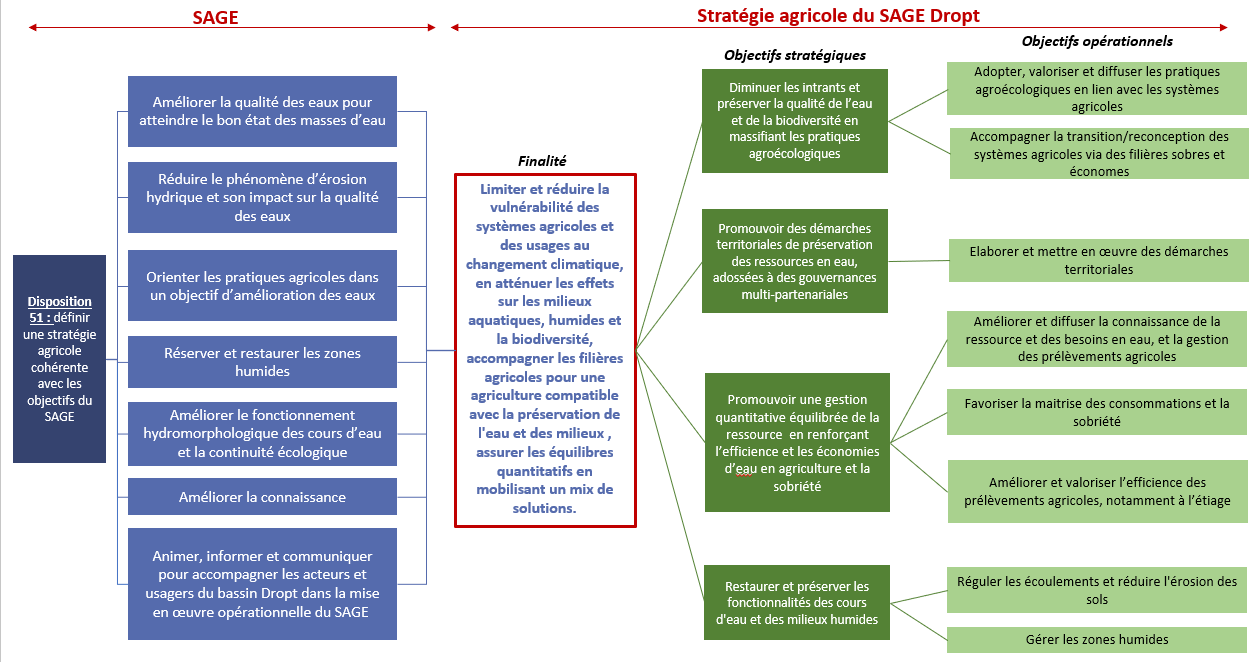 SAGE
Stratégie agricole du SAGE Dropt
Disposition
51 : définir
une stratégie
agricole
cohérente
avec les
objectifs du
SAGE
Améliorer la qualité des eaux pour
atteindre le bon état des masses d’eau
Réduire le phénomène d’érosion
hydrique et son impact sur la qualité
des eaux
Orienter les pratiques agricoles dans
un objectif d’amélioration des eaux
Réserver et restaurer les zones
humides
Améliorer le fonctionnement
hydromorphologique des cours d’eau
et la continuité écologique
Améliorer la connaissance
Animer, informer et communiquer
pour accompagner les acteurs et
usagers du bassin Dropt dans la mise
en œuvre opérationnelle du SAGE
Finalité
Limiter et réduire la
vulnérabilité des
systèmes agricoles et
des usages au
changement climatique,
en atténuer les effets
sur les milieux
aquatiques, humides et
la biodiversité,
accompagner les filières
agricoles pour une
agriculture compatible
avec la préservation de
l'eau et des milieux ,
assurer les équilibres
quantitatifs en
mobilisant un mix de
solutions.
Objectifs stratégiques
Diminuer les intrants et
préserver la qualité de l’eau
et de la biodiversité en
massifiant les pratiques
agroécologiques
Promouvoir des démarches
territoriales de préservation
des ressources en eau,
adossées à des gouvernances
multi-partenariales
Promouvoir une gestion
quantitative équilibrée de la
ressource en renforçant
l’efficience et les économies
d’eau en agriculture et la
sobriété
Restaurer et préserver les
fonctionnalités des cours
d'eau et des milieux humides
Objectifs opérationnels
Adopter, valoriser et diffuser les pratiques
agroécologiques en lien avec les systèmes
agricoles
Accompagner la transition/reconception des
systèmes agricoles via des filières sobres et
économes
Elaborer et mettre en œuvre des démarches
territoriales
Améliorer et diffuser la connaissance de la
ressource et des besoins en eau, et la gestion
des prélèvements agricoles
Favoriser la maitrise des consommations et la
sobriété
Améliorer et valoriser l’efficience des
prélèvements agricoles, notamment à l’étiage
Réguler les écoulements et réduire l'érosion des
sols
Gérer les zones humides